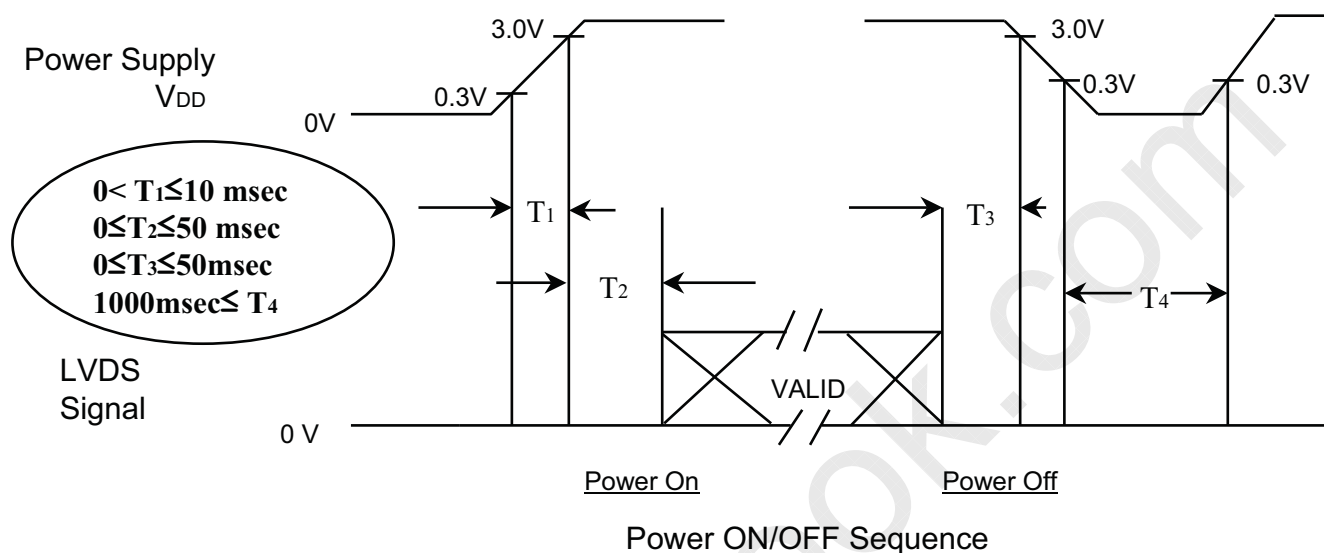 3.0V
3.0V
Power Supply
VDD
0.3V
0.3V
0.3V
0V
0< T1≤10 msec
0≤T2≤50 msec
0≤T3≤50msec
1000msec≤ T4
T1
T3
T2
T4
LVDS
Signal
VALID
0 V
Power On
Power Off
Power ON/OFF Sequence
ok.com